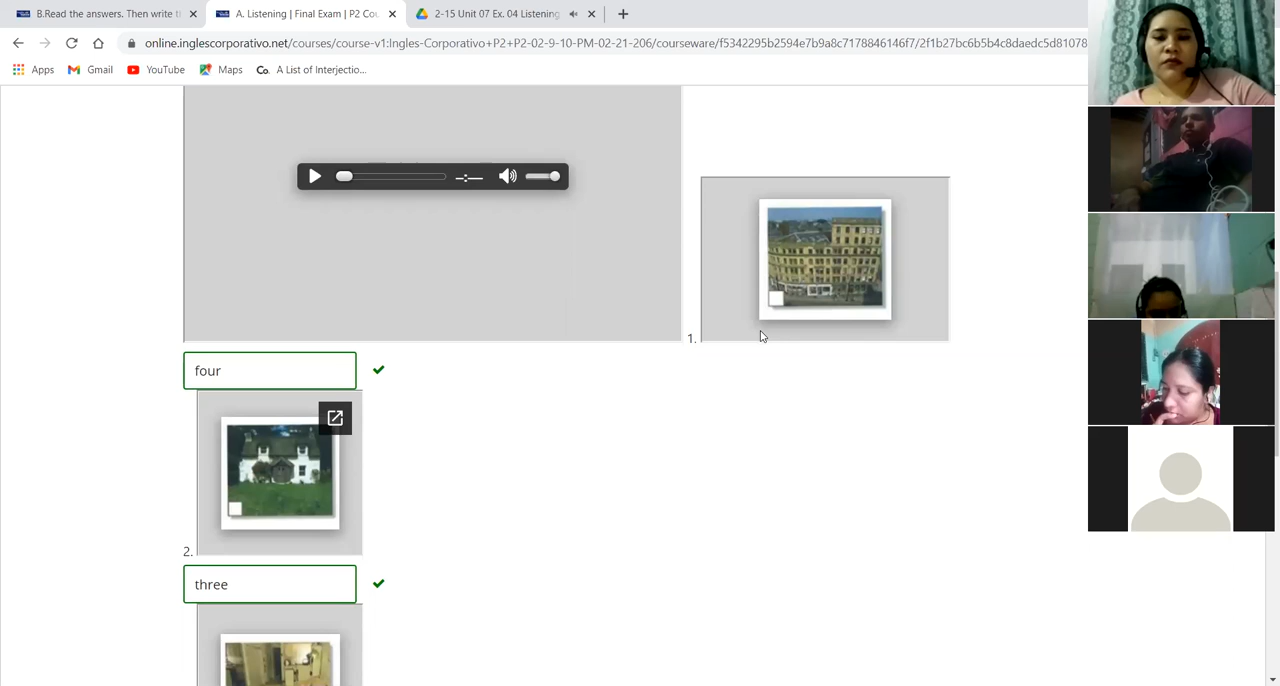 B.Read the answers. Then write t
A. Listening | Final Exam | P2 Cou
2-15 Unit 07 Ex. 04 Listening
online.inglescorporativo.net/courses/course-v1:Ingles-Corporativo+P2+P2-02-9-10-PM-02-21-206/courseware/f5342295b2594e7b9a8c7178846146f7/2f1b27bc6b5b4c8daedc5d81078
Apps
Gmail
YouTube
Maps
Co.
A List of Interjectio...
-:--
1.
four
2.
three